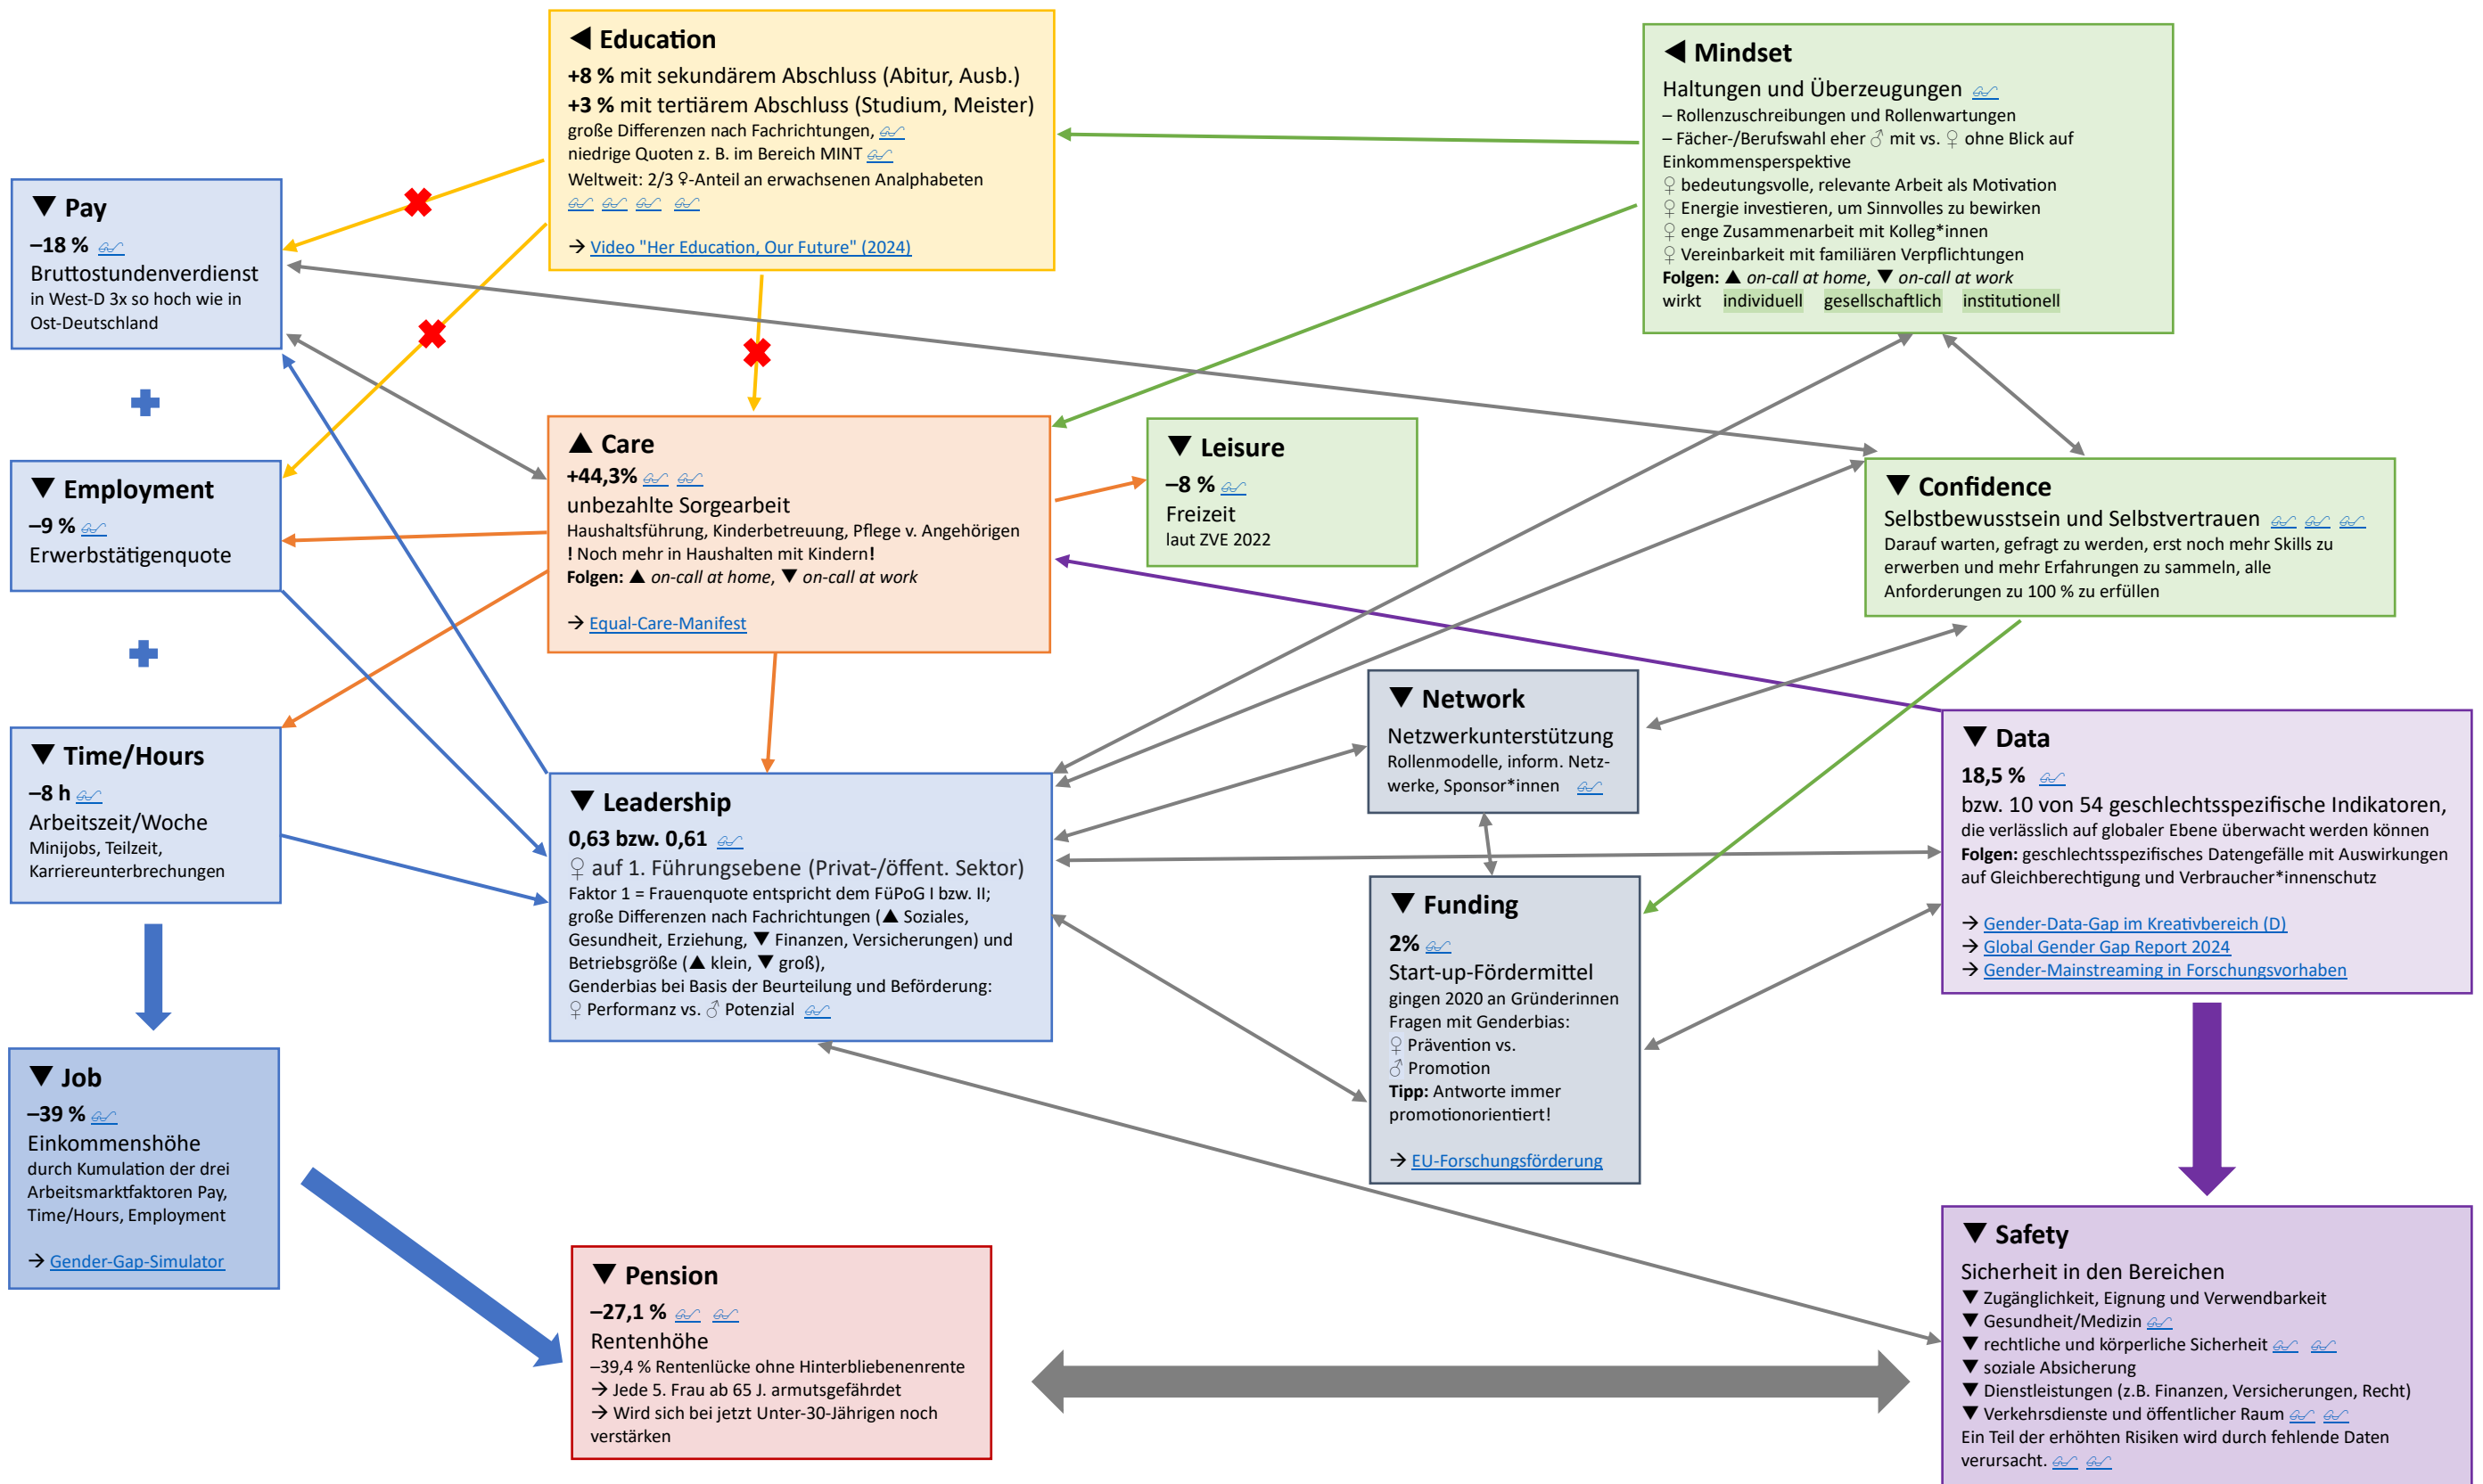 ◀ Education
+8 % mit sekundärem Abschluss (Abitur, Ausb.)
+3 % mit tertiärem Abschluss (Studium, Meister)
große Differenzen nach Fachrichtungen,
niedrige Quoten z. B. im Bereich MINT
Weltweit: 2/3 ♀-Anteil an erwachsenen Analphabeten
→ Video "Her Education, Our Future" (2024)
◀ Mindset
Haltungen und Überzeugungen
– Rollenzuschreibungen und Rollenwartungen
– Fächer-/Berufswahl eher ♂ mit vs. ♀ ohne Blick auf
Einkommensperspektive
♀ bedeutungsvolle, relevante Arbeit als Motivation
♀ Energie investieren, um Sinnvolles zu bewirken
♀ enge Zusammenarbeit mit Kolleg*innen
♀ Vereinbarkeit mit familiären Verpflichtungen
Folgen: ▲ on-call at home, ▼ on-call at work
wirkt individuell gesellschaftlich institutionell
▼ Pay
–18 %
Bruttostundenverdienst
in West-D 3x so hoch wie in
Ost-Deutschland
▼ Employment
–9 %
Erwerbstätigenquote
▼ Time/Hours
–8 h
Arbeitszeit/Woche
Minijobs, Teilzeit,
Karriereunterbrechungen
▼ Job
–39 %
Einkommenshöhe
durch Kumulation der drei
Arbeitsmarktfaktoren Pay,
Time/Hours, Employment
→ Gender-Gap-Simulator
▲ Care
+44,3%
unbezahlte Sorgearbeit
Haushaltsführung, Kinderbetreuung, Pflege v. Angehörigen
! Noch mehr in Haushalten mit Kindern!
Folgen: ▲ on-call at home, ▼ on-call at work
→ Equal-Care-Manifest
▼ Leisure
–8 %
Freizeit
laut ZVE 2022
▼ Confidence
Selbstbewusstsein und Selbstvertrauen
Darauf warten, gefragt zu werden, erst noch mehr Skills zu
erwerben und mehr Erfahrungen zu sammeln, alle
Anforderungen zu 100 % zu erfüllen
▼ Network
Netzwerkunterstützung
Rollenmodelle, inform. Netz-
werke, Sponsor*innen
▼ Leadership
0,63 bzw. 0,61
♀ auf 1. Führungsebene (Privat-/öffent. Sektor)
Faktor 1 = Frauenquote entspricht dem FüPoG I bzw. II;
große Differenzen nach Fachrichtungen (▲ Soziales,
Gesundheit, Erziehung, ▼ Finanzen, Versicherungen) und
Betriebsgröße (▲ klein, ▼ groß),
Genderbias bei Basis der Beurteilung und Beförderung:
♀ Performanz vs. ♂ Potenzial
▼ Funding
2%
Start-up-Fördermittel
gingen 2020 an Gründerinnen
Fragen mit Genderbias:
♀ Prävention vs.
♂ Promotion
Tipp: Antworte immer
promotionorientiert!
→ EU-Forschungsförderung
▼ Data
18,5 %
bzw. 10 von 54 geschlechtsspezifische Indikatoren,
die verlässlich auf globaler Ebene überwacht werden können
Folgen: geschlechtsspezifisches Datengefälle mit Auswirkungen
auf Gleichberechtigung und Verbraucher*innenschutz
→ Gender-Data-Gap im Kreativbereich (D)
→ Global Gender Gap Report 2024
→ Gender-Mainstreaming in Forschungsvorhaben
▼ Pension
–27,1 %
Rentenhöhe
–39,4 % Rentenlücke ohne Hinterbliebenenrente
→ Jede 5. Frau ab 65 J. armutsgefährdet
→ Wird sich bei jetzt Unter-30-Jährigen noch
verstärken
▼ Safety
Sicherheit in den Bereichen
▼ Zugänglichkeit, Eignung und Verwendbarkeit
▼ Gesundheit/Medizin
▼ rechtliche und körperliche Sicherheit
▼ soziale Absicherung
▼ Dienstleistungen (z.B. Finanzen, Versicherungen, Recht)
▼ Verkehrsdienste und öffentlicher Raum
Ein Teil der erhöhten Risiken wird durch fehlende Daten
verursacht.